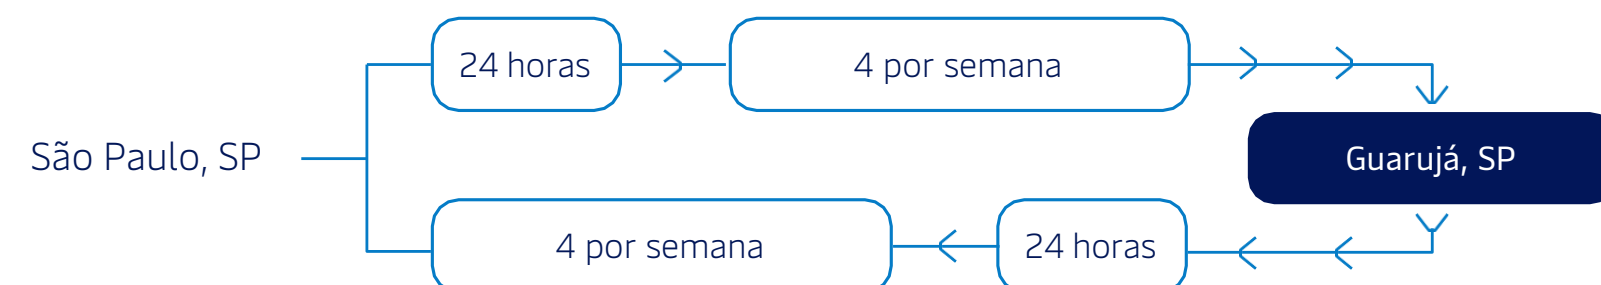 24 horas
4 por semana
São Paulo, SP
Guarujá, SP
4 por semana
24 horas